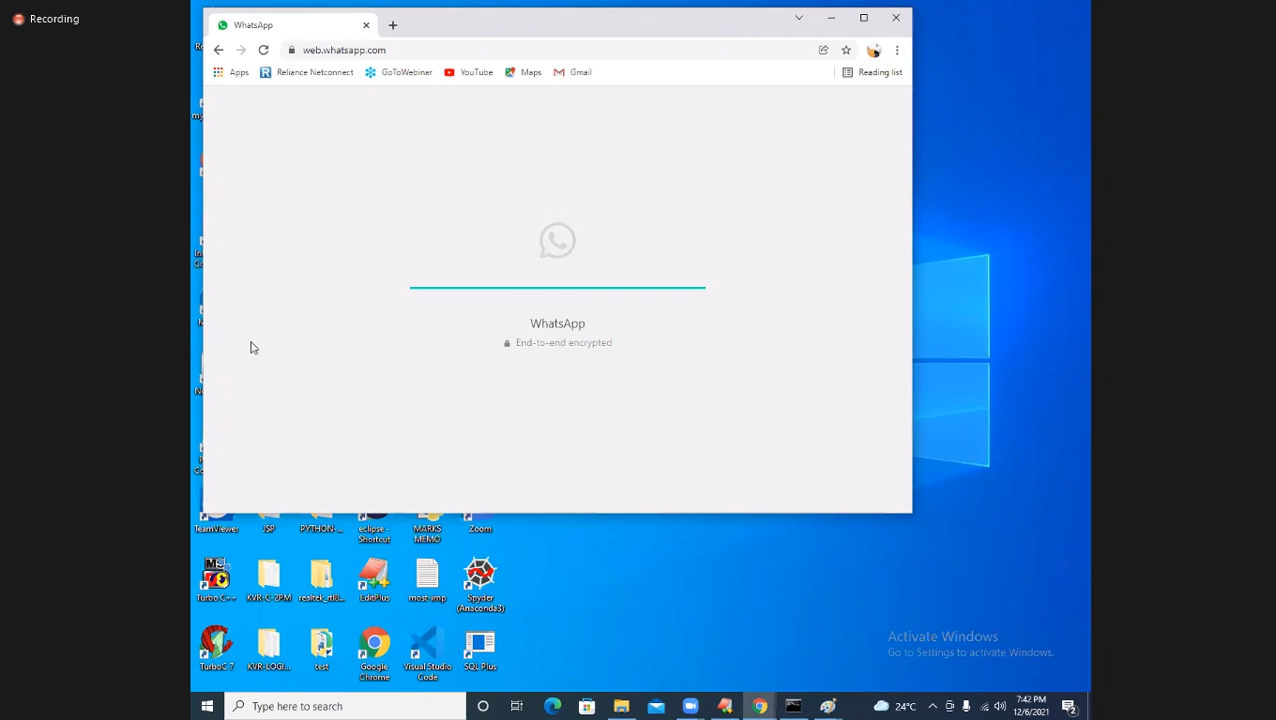 Recording
WhatsApp
web.whatsapp.com
Apps
Reliance Netconnect
GoToWebinar
YouTube
Maps
Gmail
Reading list
WhatsApp
End-to-end encrypted
TeamViewer
JSP
PYTHON-...
eclipse -
Shortcut
MARKS
MEMO
Zoom
Turbo C++
KVR-C-2PM
realtek_rtl8...
EditPlus
most-imp
Spyder
(Anaconda3)
TurboC 7
KVR-LOGI...
test
Google
Chrome
Visual Studio
Code
SQL Plus
Activate Windows
Go to Settings to activate Windows.
Type here to search
24°C
7:42 PM
12/6/2021
2